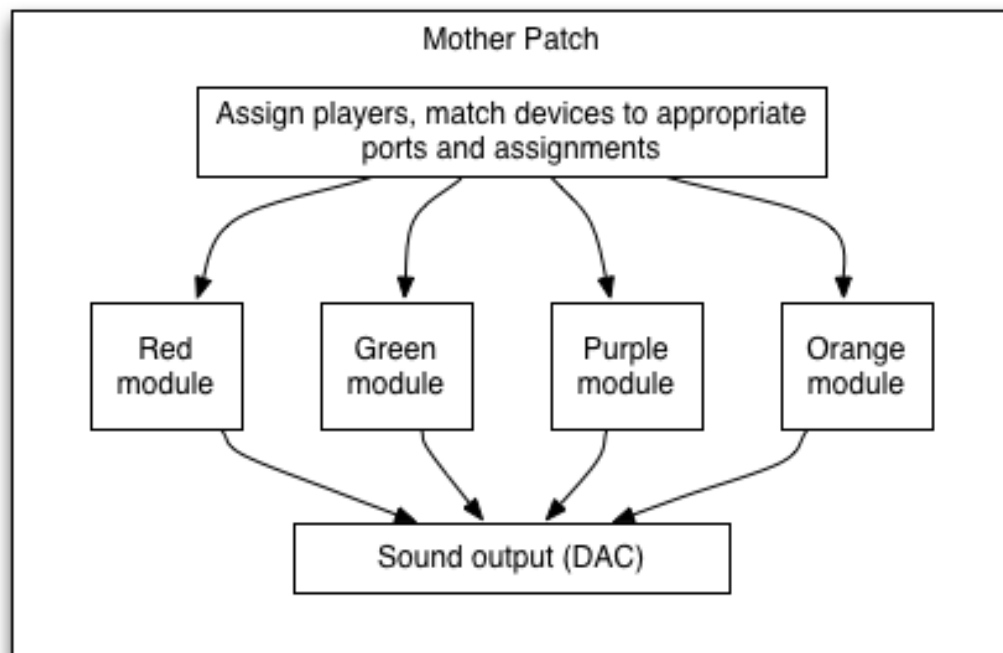 Mother Patch
Assign players, match devices to appropriate
ports and assignments
Red
module
Green
module
Purple
module
Orange
module
Sound output (DAC)